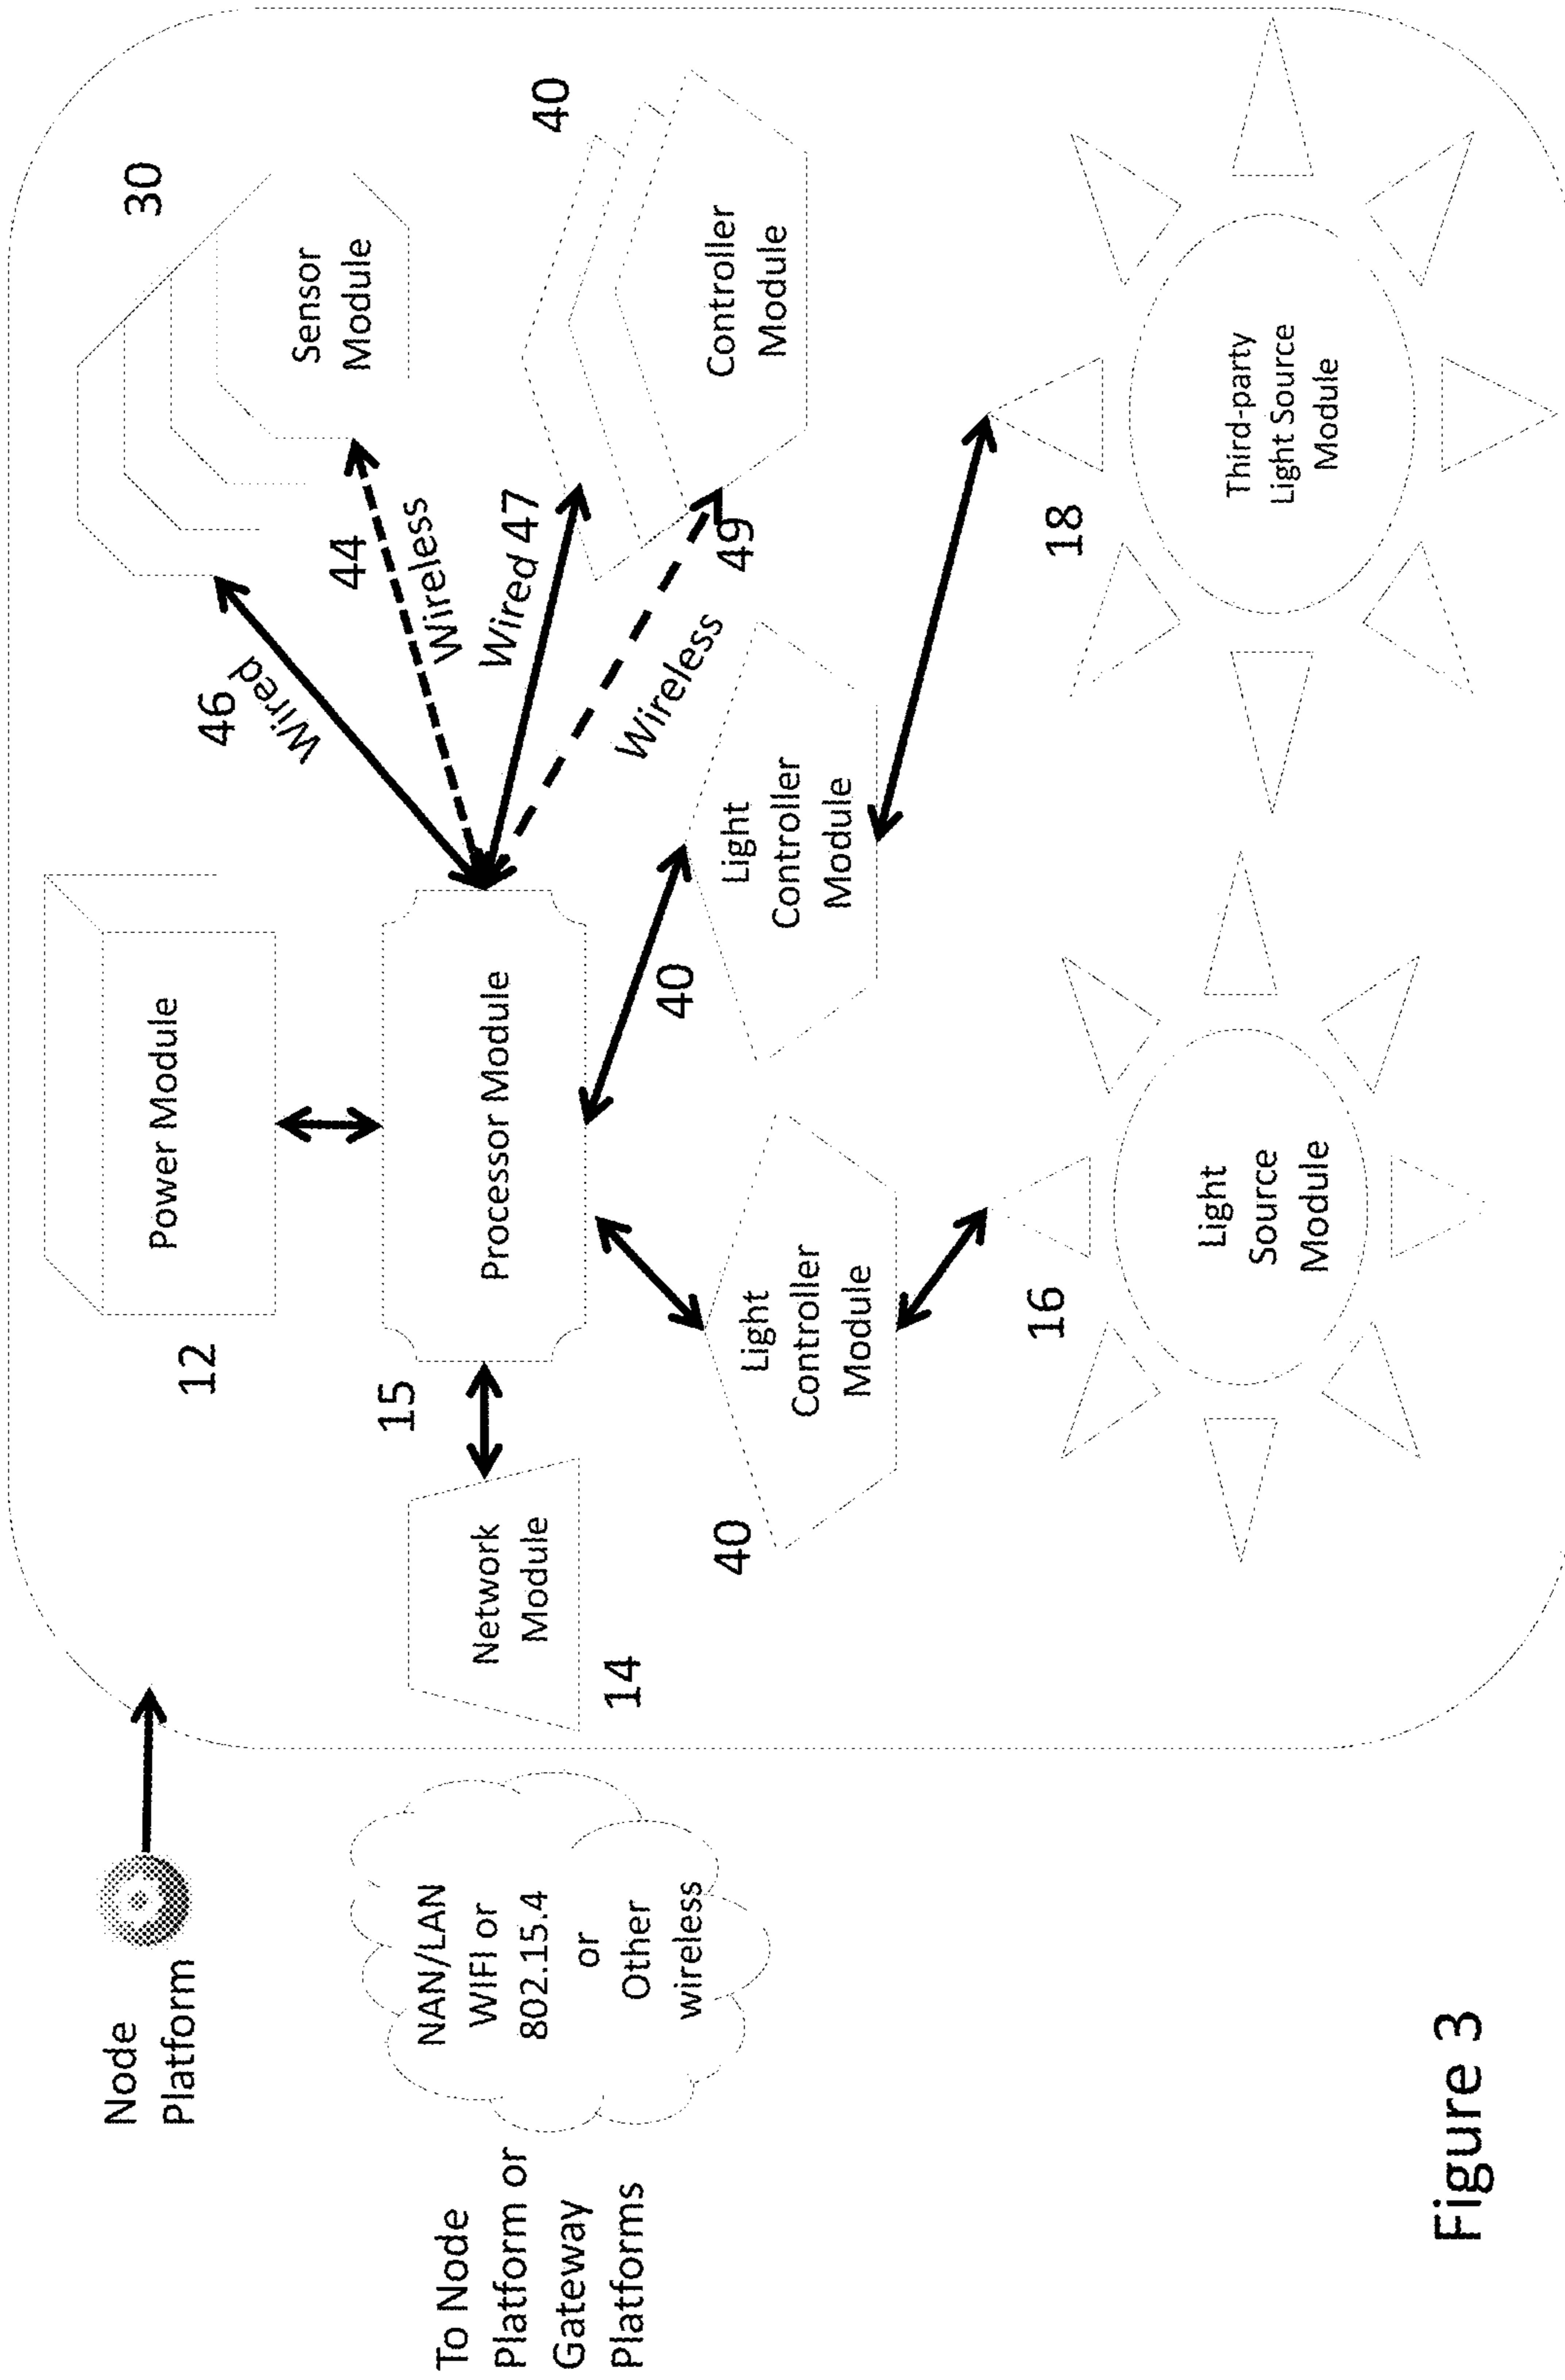 Node
Platform
To Node
Platform or
Gateway
Platforms
NAN/LAN
WIFI or
802.15.4
or
Other
wireless
12
Power Module
15
Processor Module
Network
Module
14
46
Wired
44
Wireless
Wired 47
Wireless
49
30
Sensor
Module
40
Controller
Module
40
Light
Controller
Module
40
Light
Controller
Module
16
Light
Source
Module
18
Third-party
Light Source
Module
Figure 3